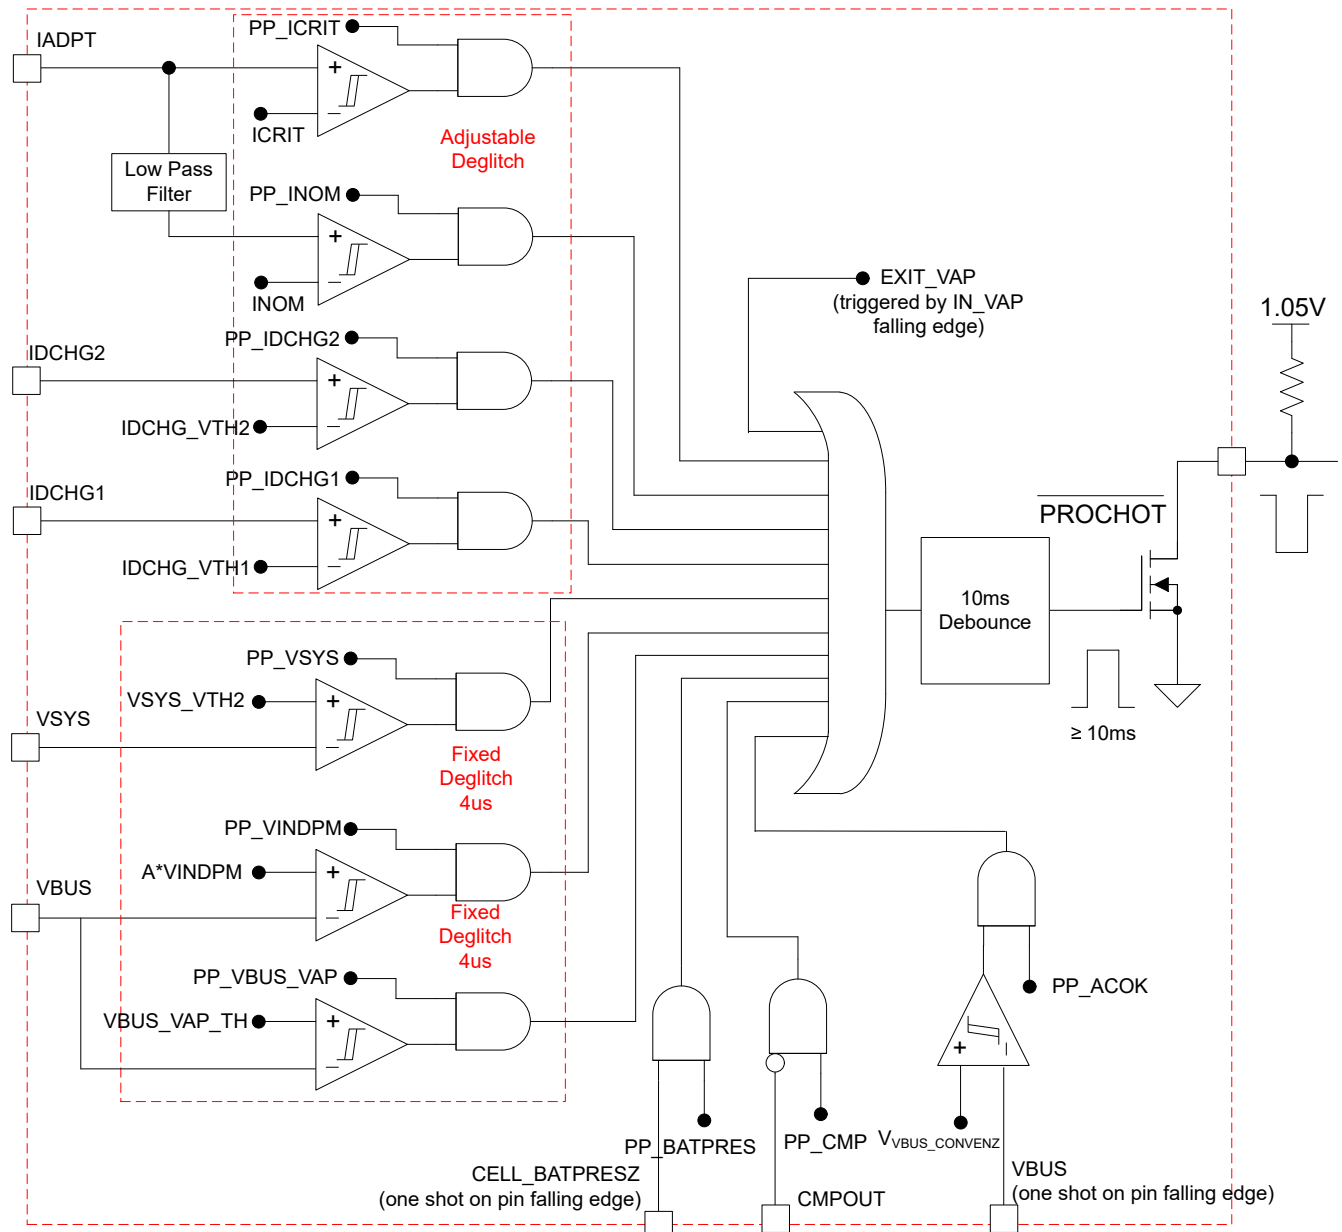 IADPT
PP_ICRIT
+
−
ICRIT
Adjustable
Deglitch
Low Pass
Filter
PP_INOM
+
−
INOM
EXIT_VAP
(triggered by IN_VAP
falling edge)
1.05V
IDCHG2
PP_IDCHG2
+
−
IDCHG_VTH2
IDCHG1
PP_IDCHG1
+
−
IDCHG_VTH1
PROCHOT
10ms
Debounce
≥ 10ms
PP_VSYS
VSYS_VTH2
+
−
VSYS
Fixed
Deglitch
4us
PP_VINDPM
A*VINDPM
+
−
VBUS
Fixed
Deglitch
4us
PP_VBUS_VAP
VBUS_VAP_TH
+
−
PP_ACOK
+
−
PP_BATPRES
PP_CMP
VVBUS_CONVENZ
CELL_BATPRESZ
(one shot on pin falling edge)
CMPOUT
VBUS
(one shot on pin falling edge)